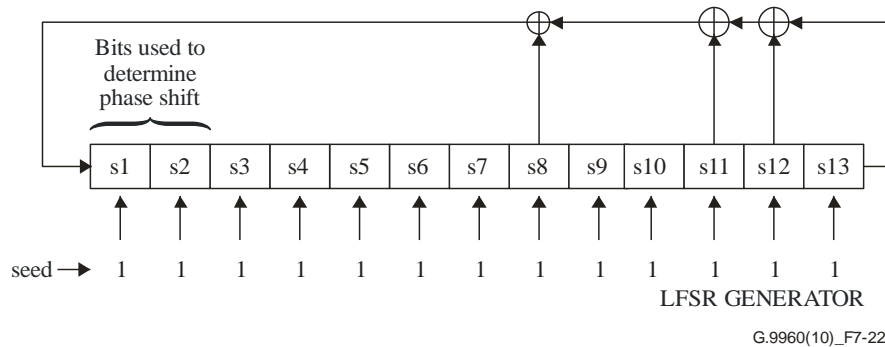 Bits used to
determine
phase shift
s1 s2 s3 s4 s5 s6 s7 s8 s9 s10 s11 s12 s13
seed 1 1 1 1 1 1 1 1 1 1 1 1 1
LFSR GENERATOR
G.9960(10)_F7-22